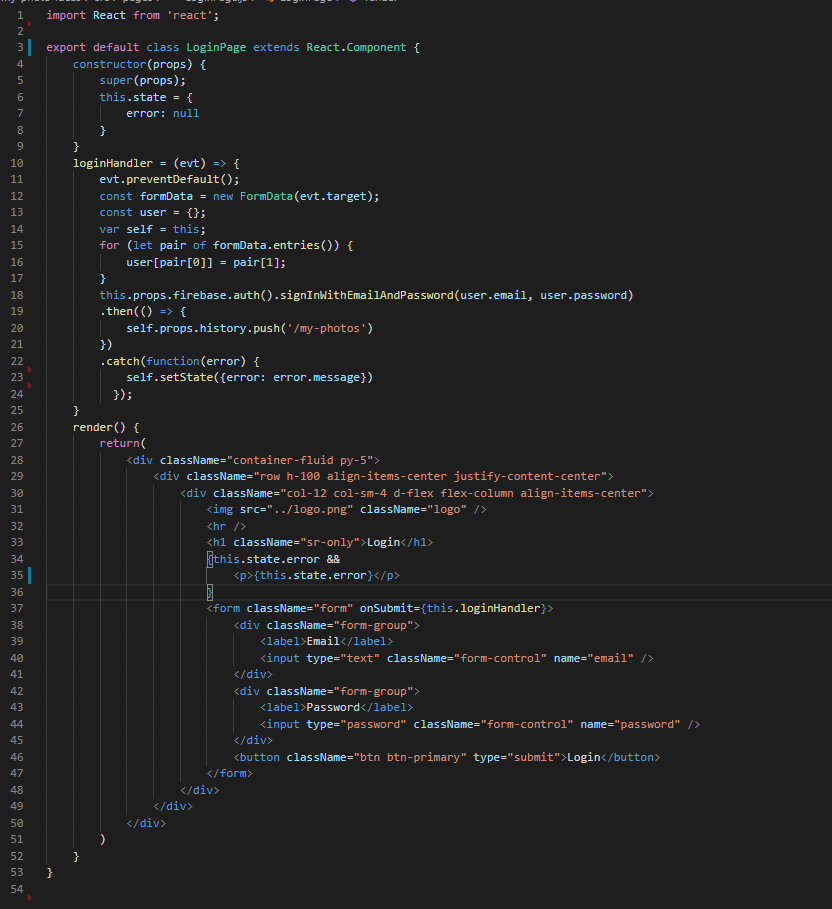 1 import React from 'react';
2
3 export default class LoginPage extends React.Component {
4 constructor(props) {
5 super(props);
6 this.state = {
7 error: null
8 }
9 }
10 loginHandler = (evt) => {
11 evt.preventDefault();
12 const formData = new FormData(evt.target);
13 const user = {};
14 var self = this;
15 for (let pair of formData.entries()) {
16 user[pair[0]] = pair[1];
17 }
18 this.props.firebase.auth().signInWithEmailAndPassword(user.email, user.password)
19 .then(() => {
20 self.props.history.push('/my-photos')
21 })
22 .catch(function(error) {
23 self.setState({error: error.message})
24 });
25 }
26 render() {
27 return(
28 <div className="container-fluid py-5">
29 <div className="row h-100 align-items-center justify-content-center">
30 <div className="col-12 col-sm-4 d-flex flex-column align-items-center">
31 <img src="../logo.png" className="logo" />
32 <hr />
33 <h1 className="sr-only">Login</h1>
34 {this.state.error &&
35 <p>{this.state.error}</p>
36 }
37 <form className="form" onSubmit={this.loginHandler}>
38 <div className="form-group">
39 <label>Email</label>
40 <input type="text" className="form-control" name="email" />
41 </div>
42 <div className="form-group">
43 <label>Password</label>
44 <input type="password" className="form-control" name="password" />
45 </div>
46 <button className="btn btn-primary" type="submit">Login</button>
47 </form>
48 </div>
49 </div>
50 </div>
51 )
52 }
53 }
54